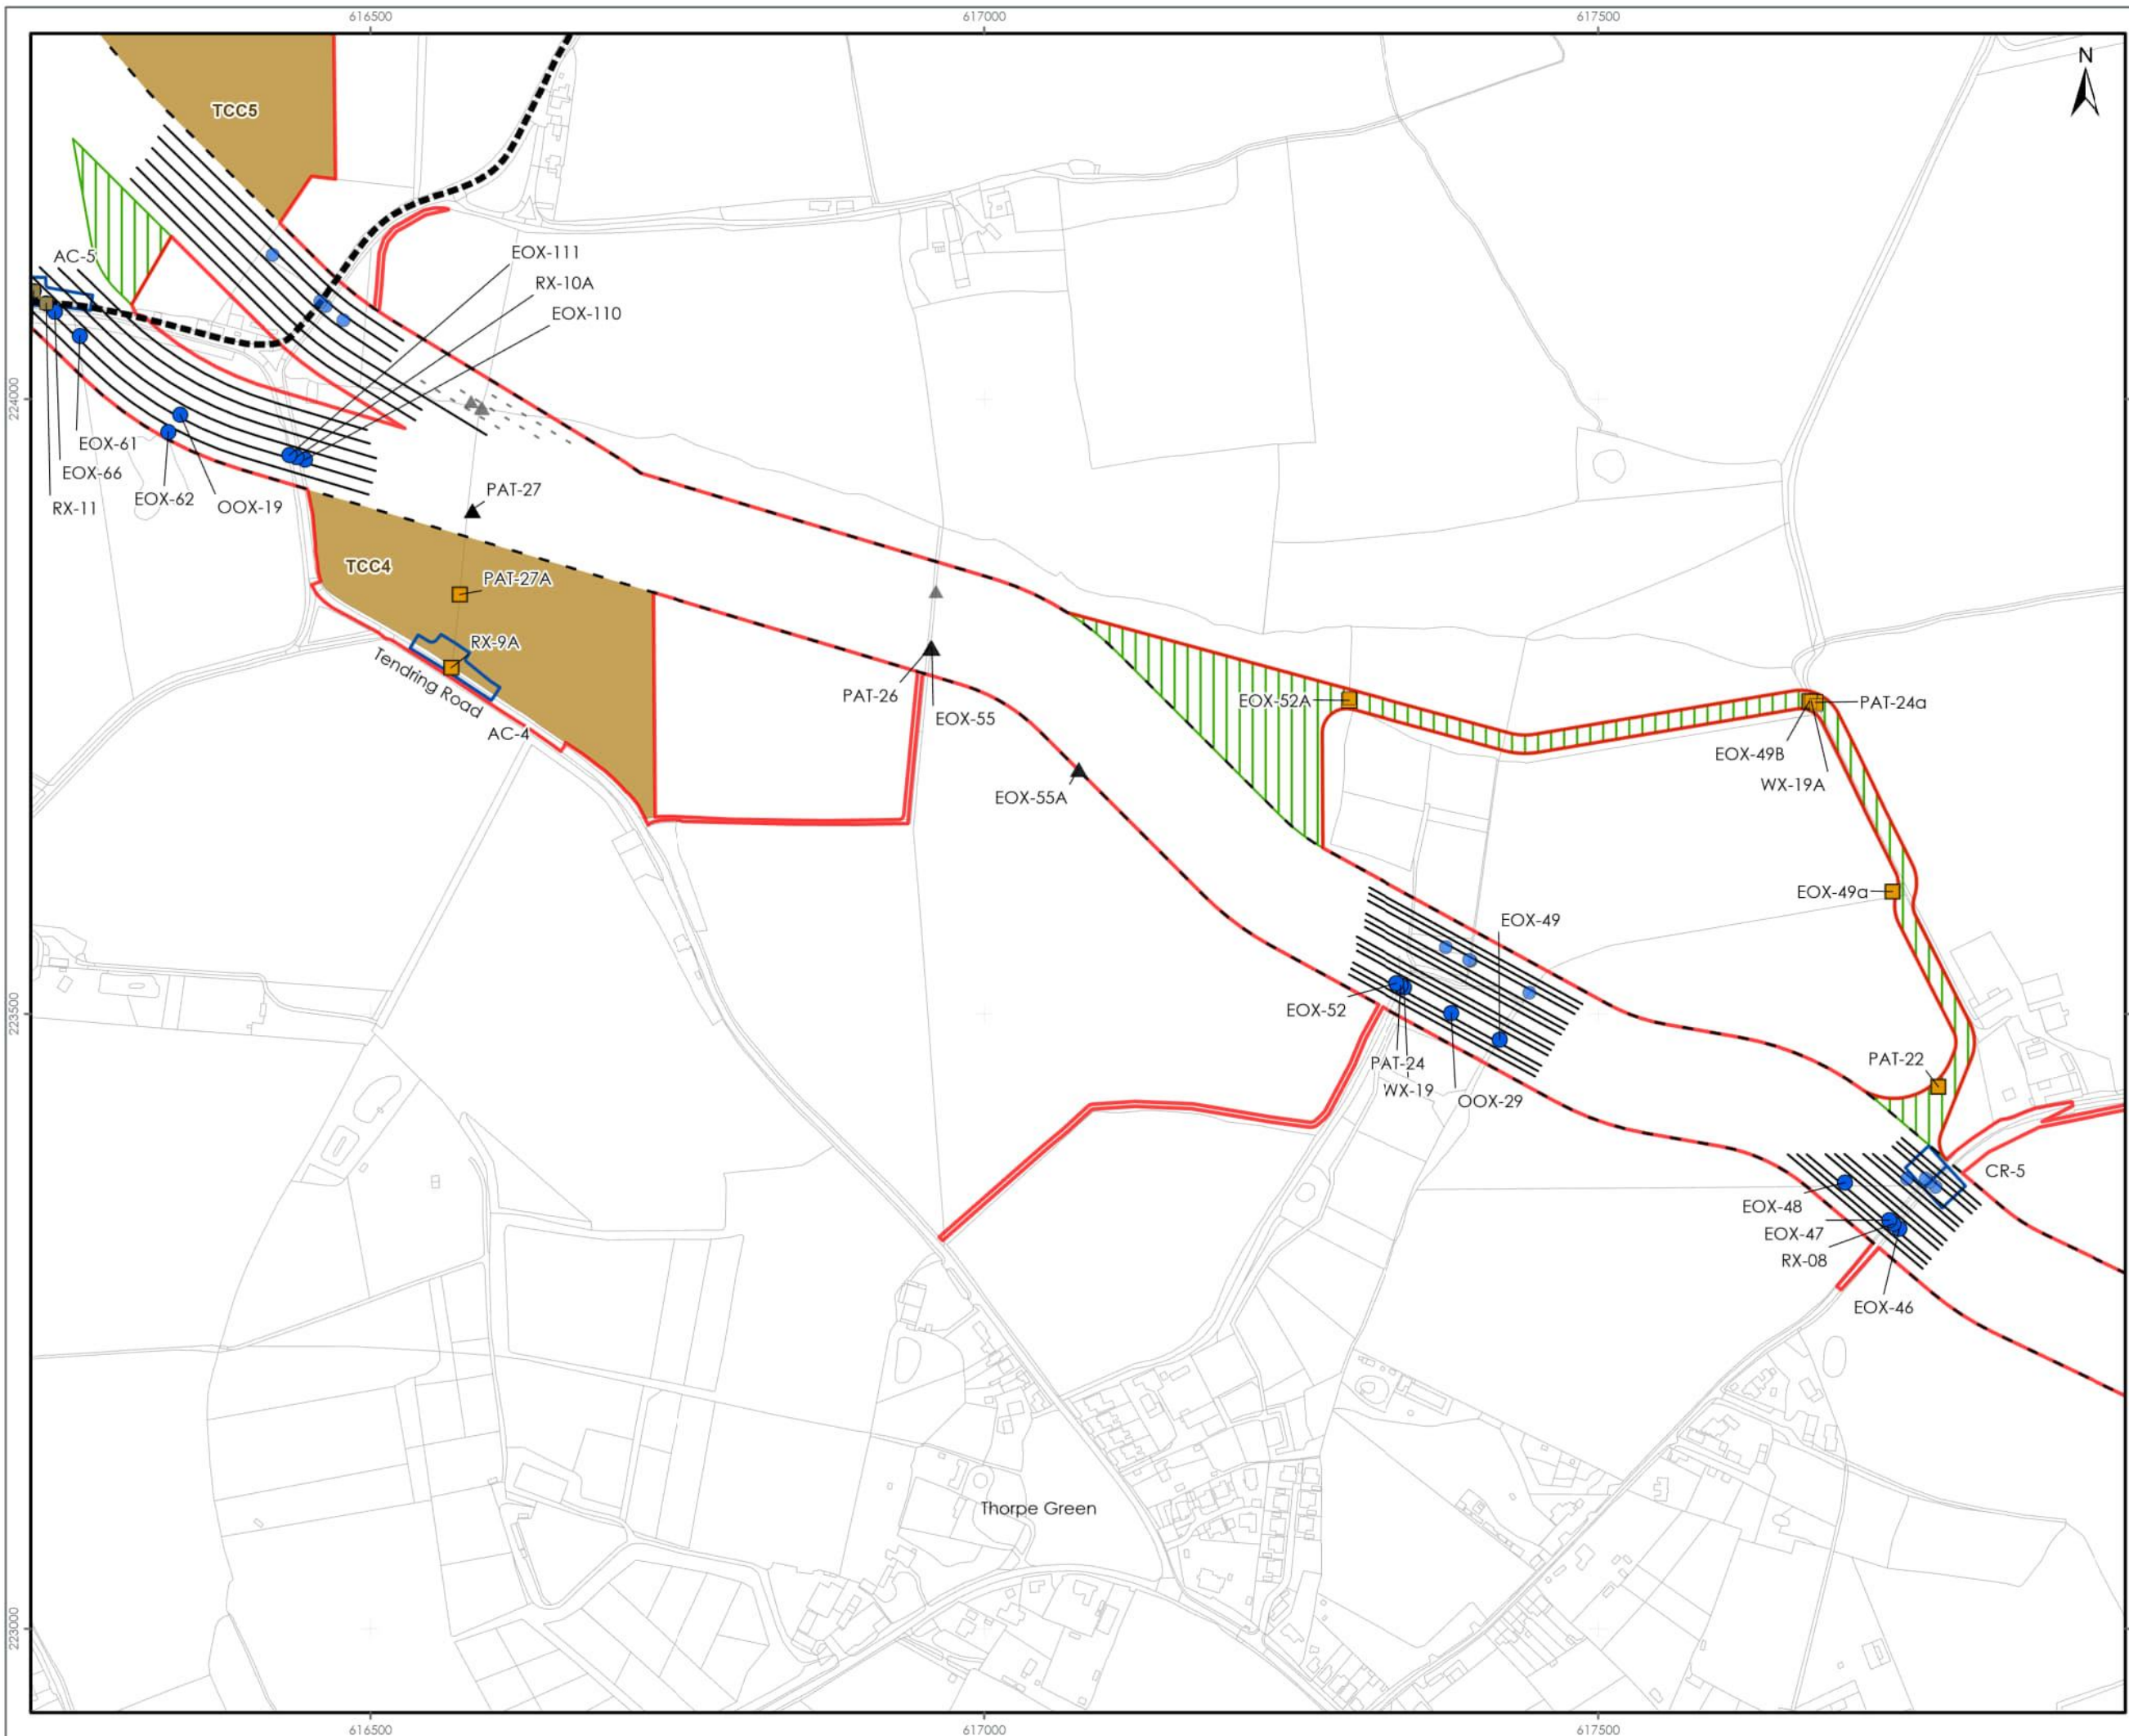 616500
617000
617500
N
TCC5
EOX-111
AC-5
RX-10A
EOX-110
224000
EOX-61
EOX-66
EOX-62
RX-11
OOX-19
PAT-27
TCC4
PAT-27A
RX-9A
Tendring Road
PAT-26
EOX-55
AC-4
EOX-52A
PAT-24a
EOX-49B
WX-19A
EOX-55A
EOX-49a
EOX-49
223500
EOX-52
PAT-24
WX-19
OOX-29
PAT-22
CR-5
EOX-48
EOX-47
RX-08
EOX-46
Thorpe Green
223000
616500
617000
617500